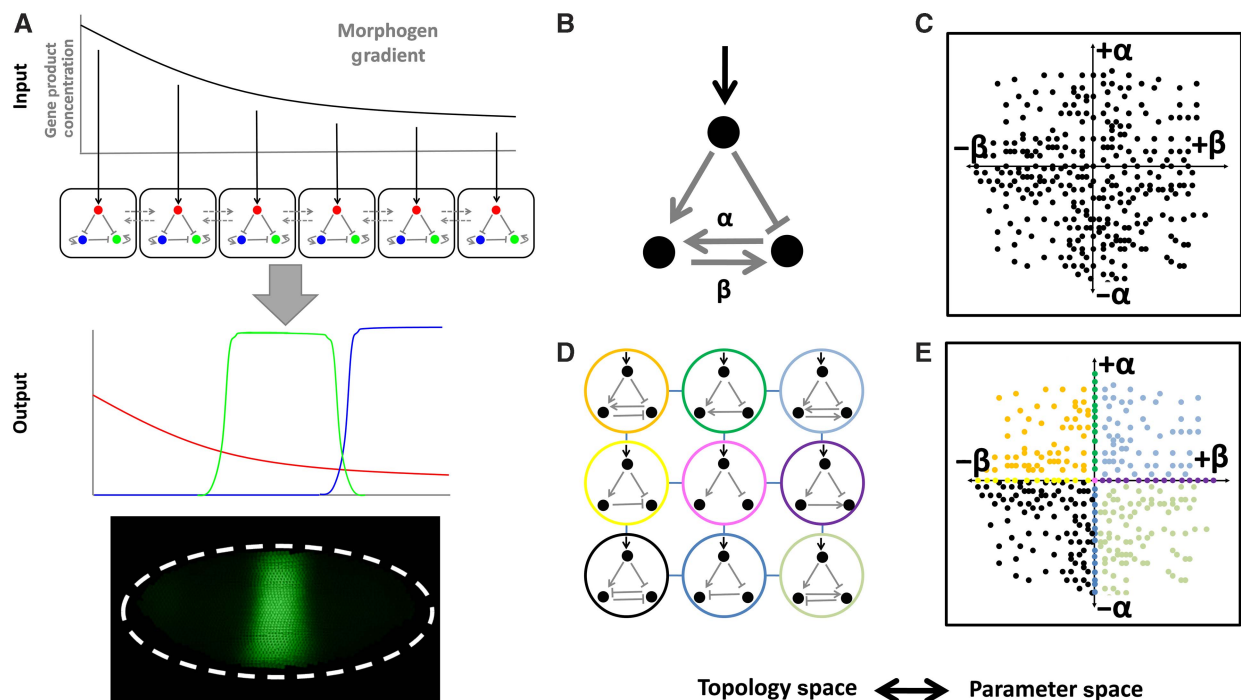 A
Input
Gene product
concentration
Morphogen
gradient
Output
B
α
β
C
+α
−β
+β
−α
D
E
+α
−β
+β
−α
Topology space
Parameter space